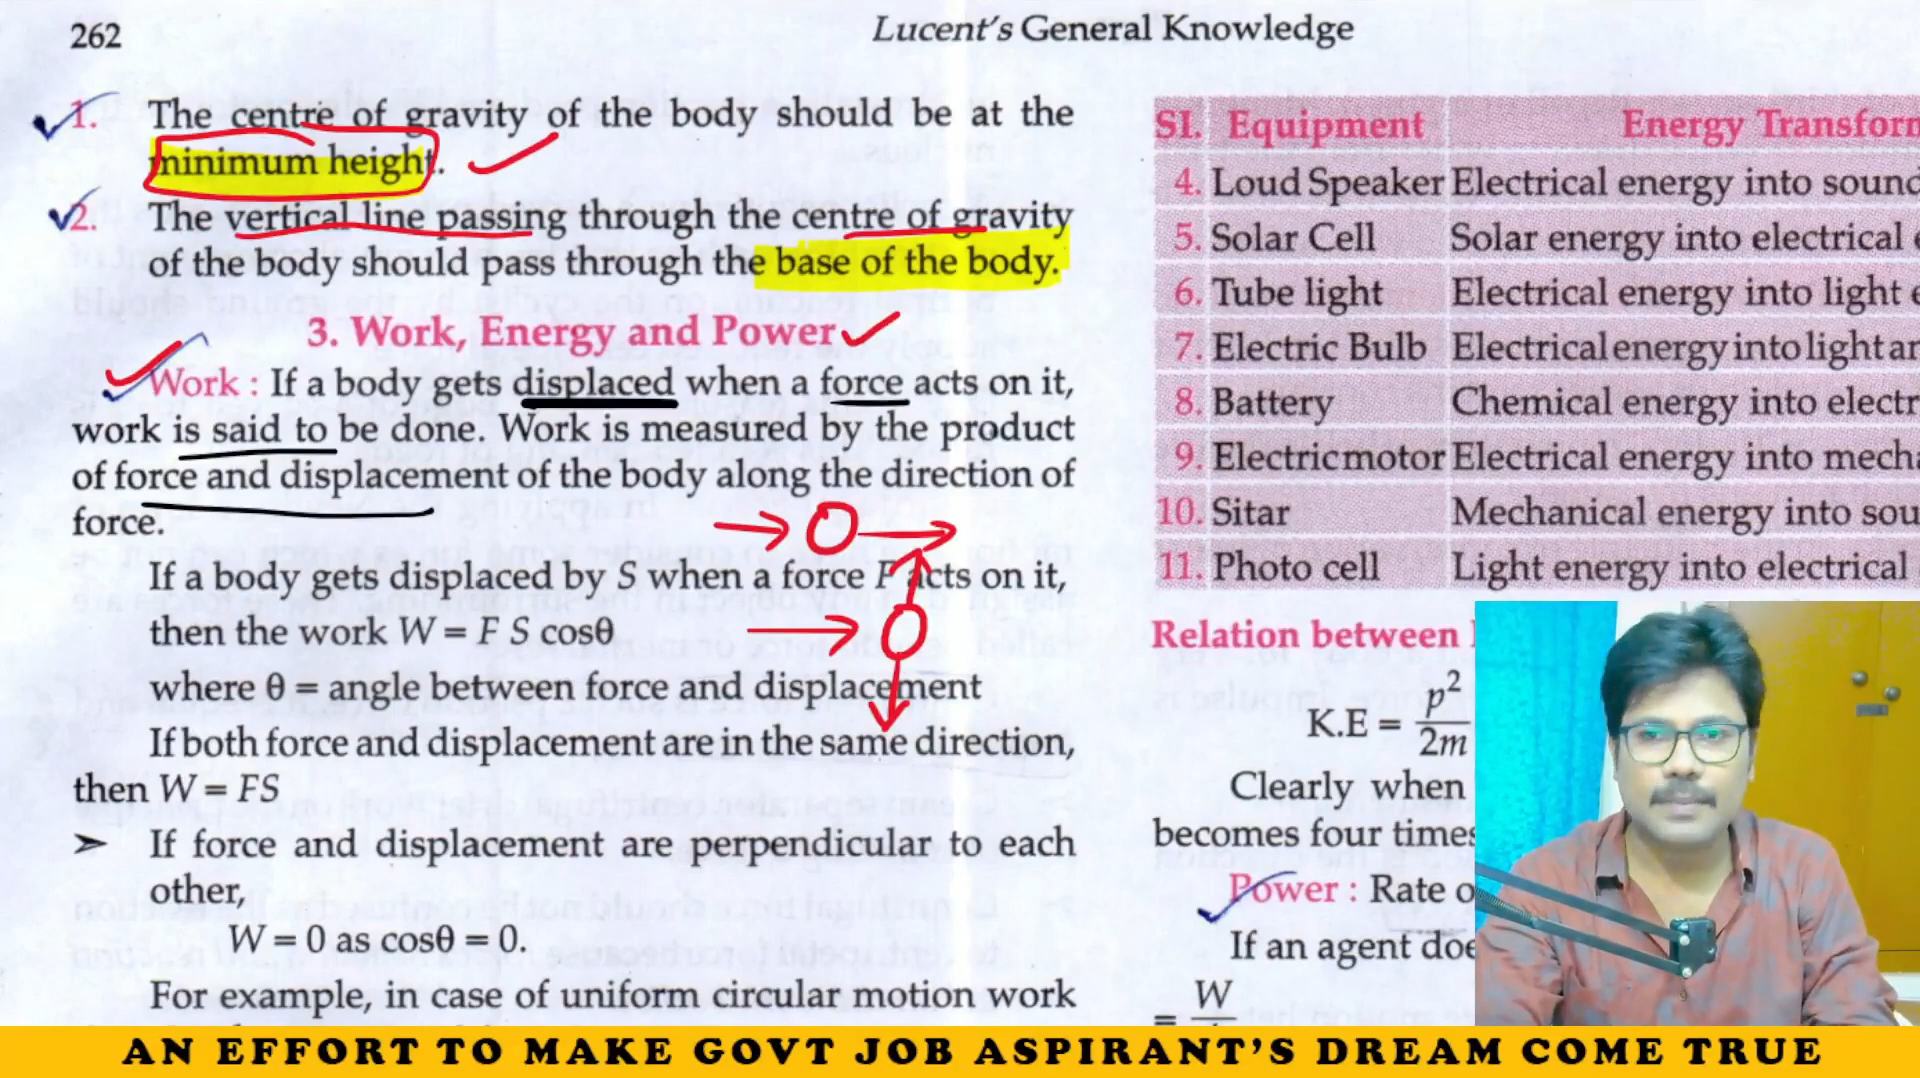 262
Lucent's General Knowledge
1. The centre of gravity of the body should be at the
minimum height.
2. The vertical line passing through the centre of gravity
of the body should pass through the base of the body.
3. Work, Energy and Power
Work : If a body gets displaced when a force acts on it,
work is said to be done. Work is measured by the product
of force and displacement of the body along the direction of
force.
If a body gets displaced by S when a force F acts on it,
then the work W = F S cosθ
where θ = angle between force and displacement
If both force and displacement are in the same direction,
then W = FS
➢ If force and displacement are perpendicular to each
other,
W = 0 as cosθ = 0.
For example, in case of uniform circular motion work
SI. Equipment Energy Transfor
4. Loud Speaker Electrical energy into sound
5. Solar Cell Solar energy into electrical
6. Tube light Electrical energy into light
7. Electric Bulb Electrical energy into light
8. Battery Chemical energy into electr
9. Electric motor Electrical energy into mech
10. Sitar Mechanical energy into sou
11. Photo cell Light energy into electrical
Relation between
K.E = p²/2m
Clearly when
becomes four times
Power : Rate o
If an agent doe
= W
AN EFFORT TO MAKE GOVT JOB ASPIRANT'S DREAM COME TRUE